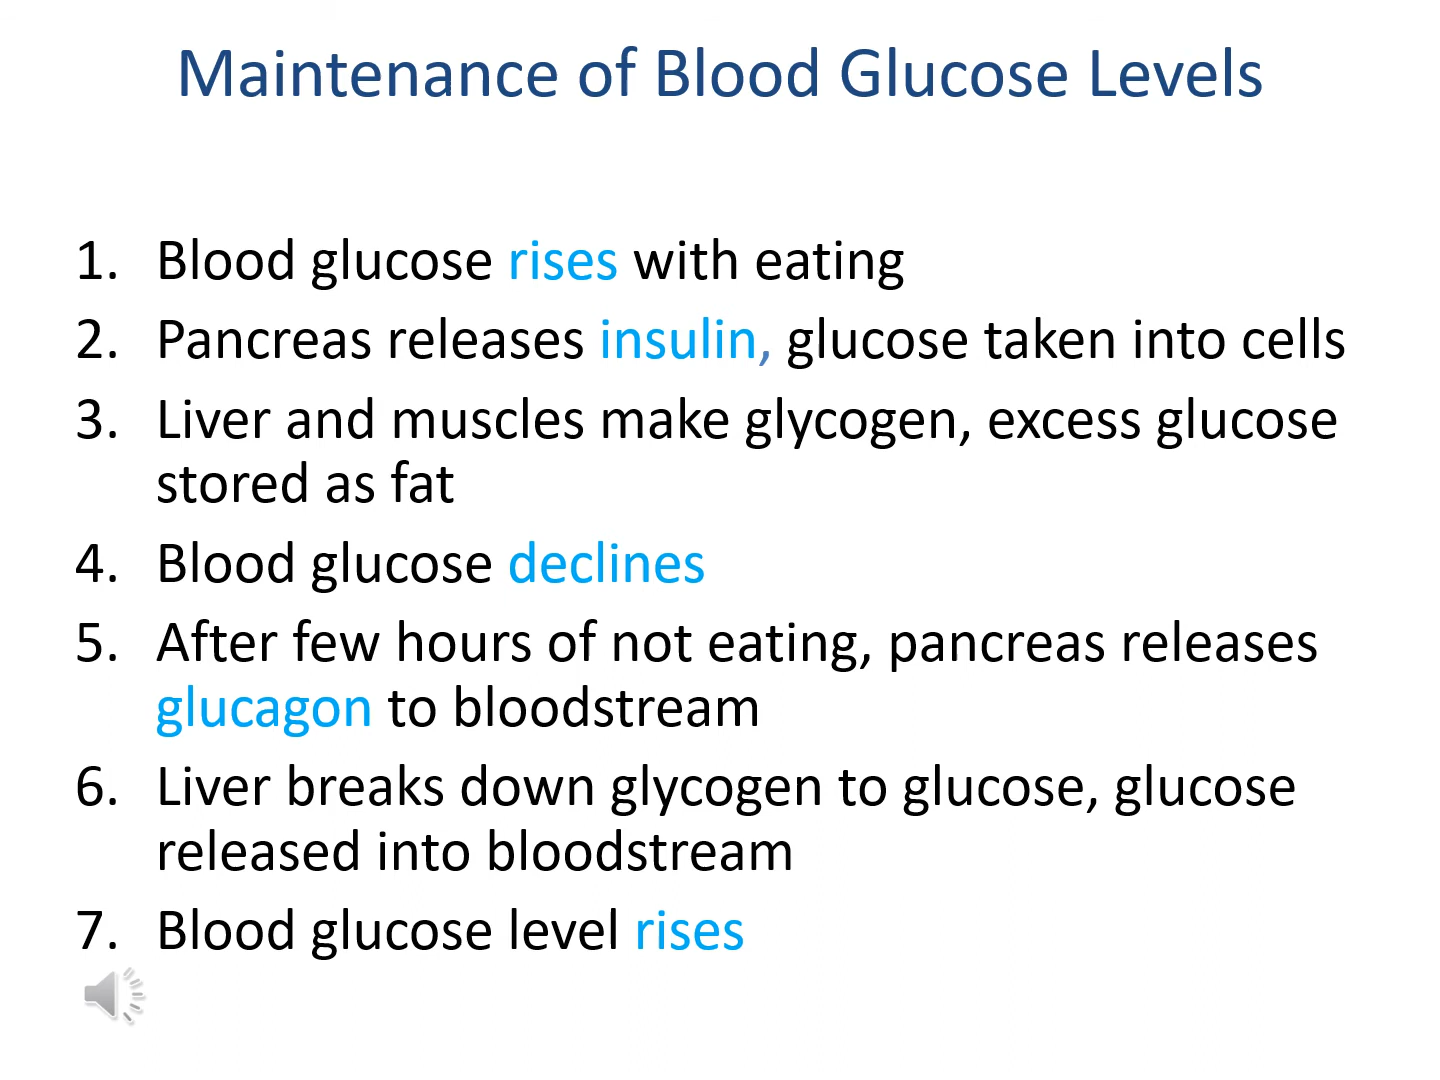 Maintenance of Blood Glucose Levels
1. Blood glucose rises with eating
2. Pancreas releases insulin, glucose taken into cells
3. Liver and muscles make glycogen, excess glucose
stored as fat
4. Blood glucose declines
5. After few hours of not eating, pancreas releases
glucagon to bloodstream
6. Liver breaks down glycogen to glucose, glucose
released into bloodstream
7. Blood glucose level rises